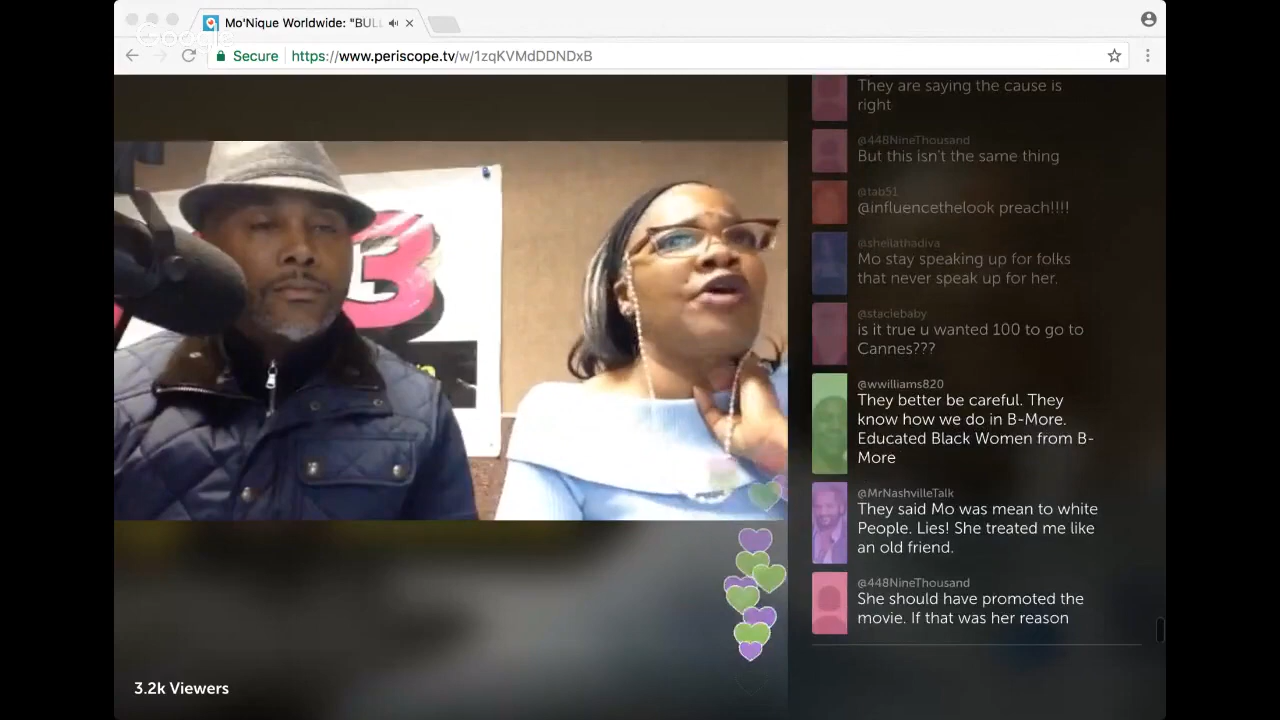 Mo'Nique Worldwide: "BULL
Google
Secure https://www.periscope.tv/w/1zqKVMdDDNDxB
They are saying the cause is
right
@448NineThousand
But this isn't the same thing
@tab51
@influencethelook preach!!!!
@sheilathadiva
Mo stay speaking up for folks
that never speak up for her.
@staciebaby
is it true u wanted 100 to go to
Cannes???
@wwilliams820
They better be careful. They
know how we do in B-More.
Educated Black Women from B-
More
@MrNashvilleTalk
They said Mo was mean to white
People. Lies! She treated me like
an old friend.
@448NineThousand
She should have promoted the
movie. If that was her reason
3
3.2k Viewers